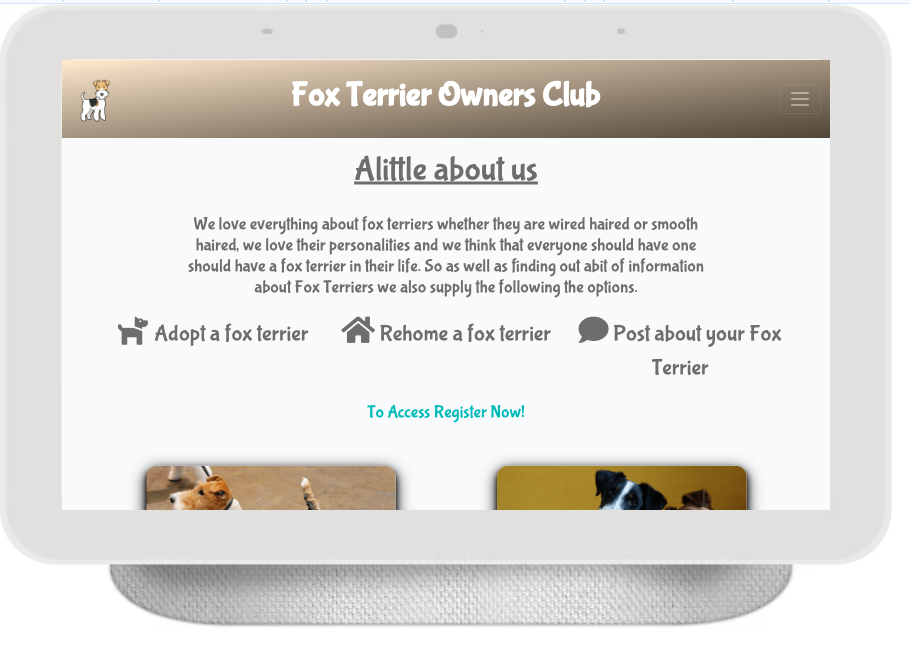 Fox Terrier Owners Club
Alittle about us
We love everything about fox terriers whether they are wired haired or smooth
haired, we love their personalities and we think that everyone should have one
should have a fox terrier in their life. So as well as finding out abit of information
about Fox Terriers we also supply the following the options.
Adopt a fox terrier
Rehome a fox terrier
Post about your Fox
Terrier
To Access Register Now!